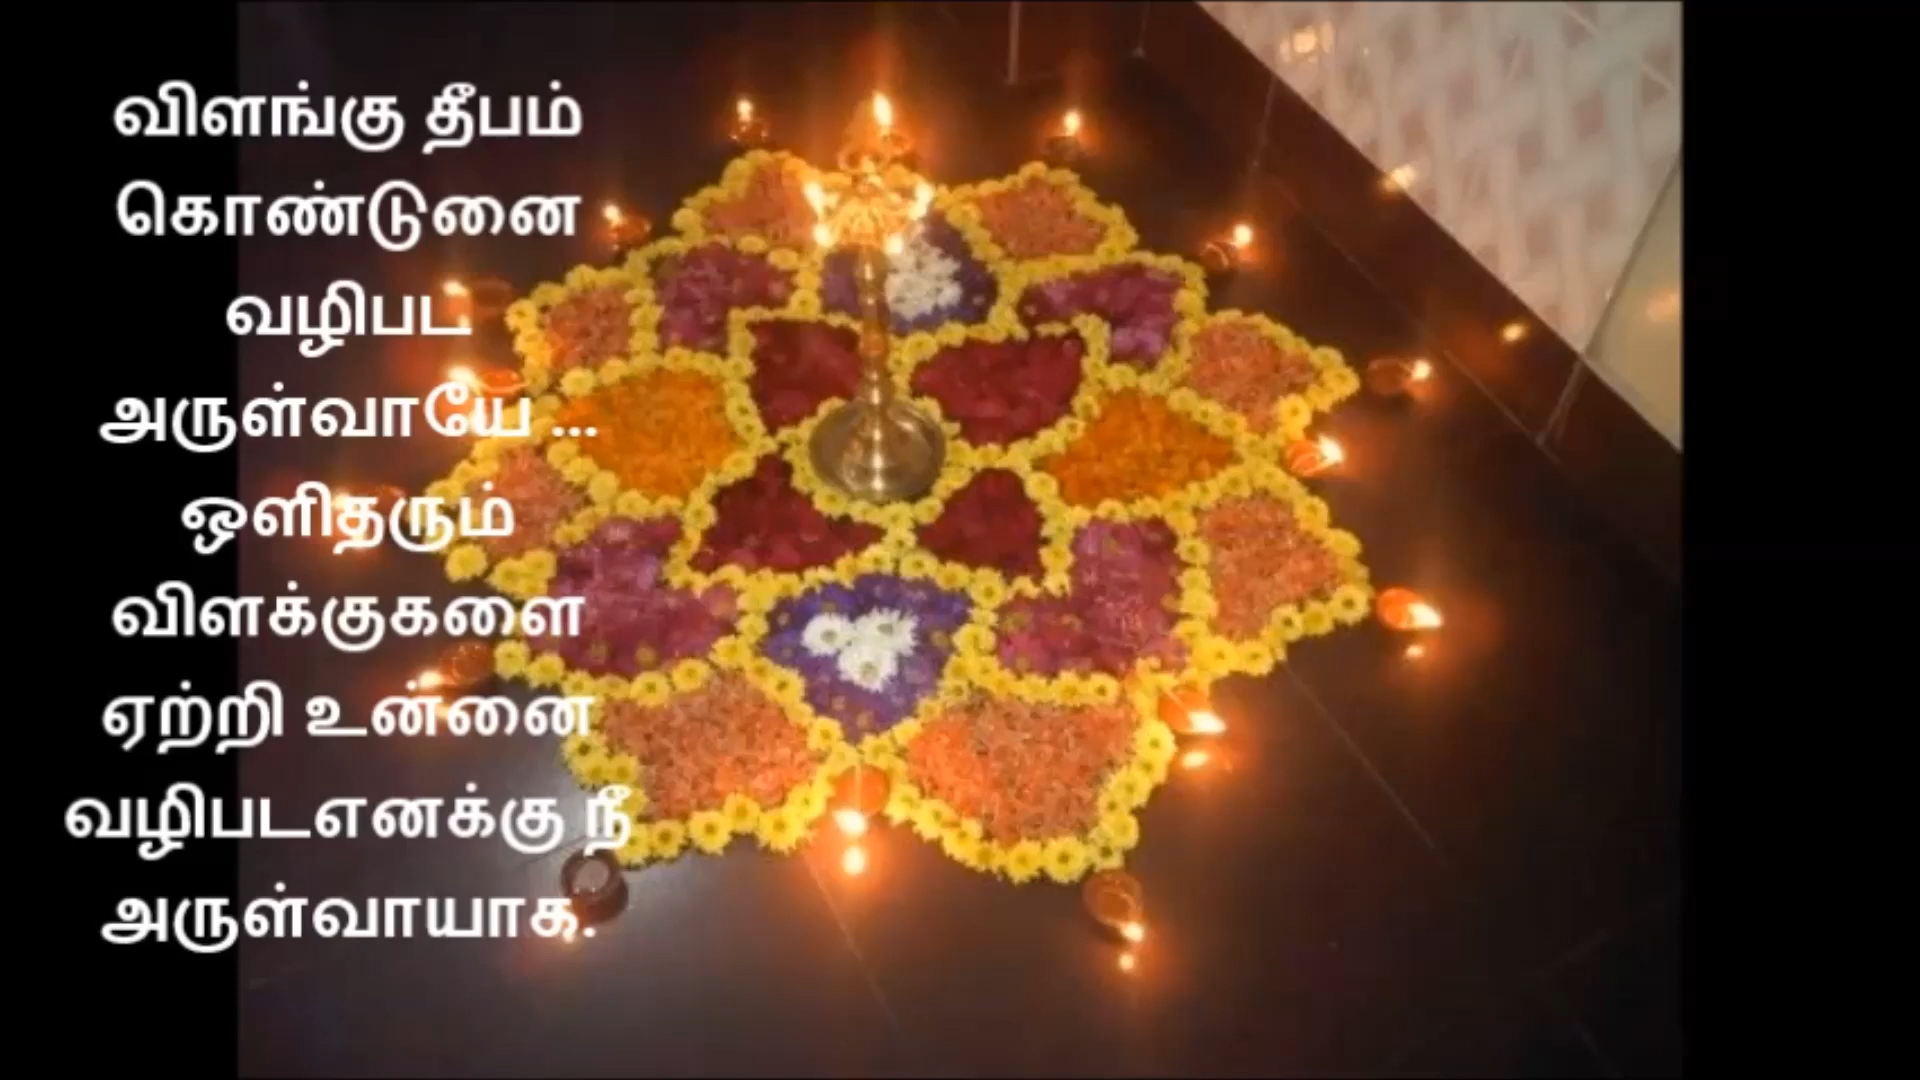 விளங்கு தீபம்
கொண்டுனை
வழிபட
அருள்வாயே ...
ஒளிதரும்
விளக்குகளை
ஏற்றி உன்னை
வழிபடஎனக்கு நீ
அருள்வாயாக.